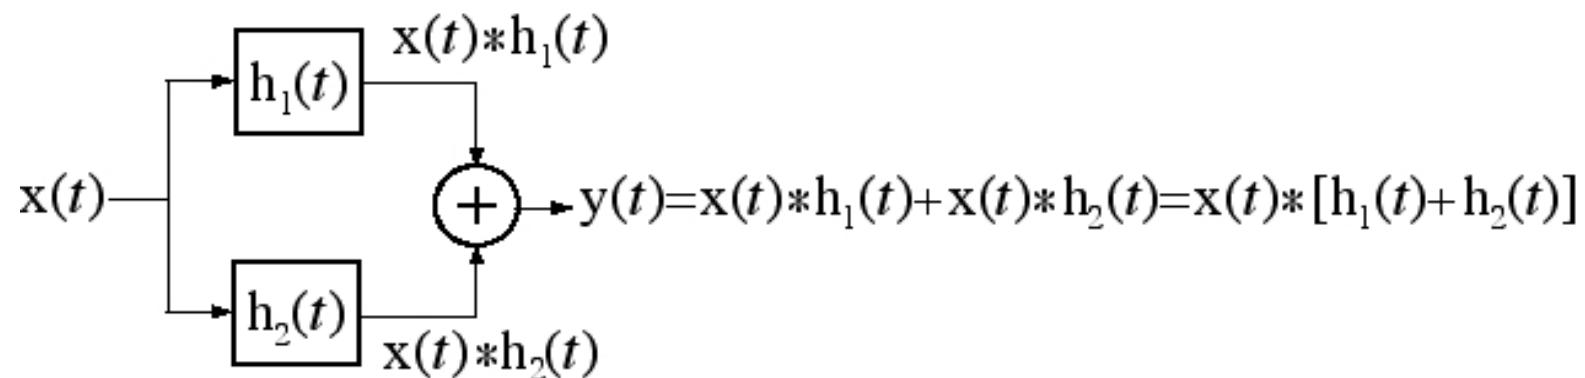 x(t)*h₁(t)
h₁(t)
x(t)
+
y(t)=x(t)*h₁(t)+x(t)*h₂(t)=x(t)*[h₁(t)+h₂(t)]
h₂(t)
x(t)*h₂(t)